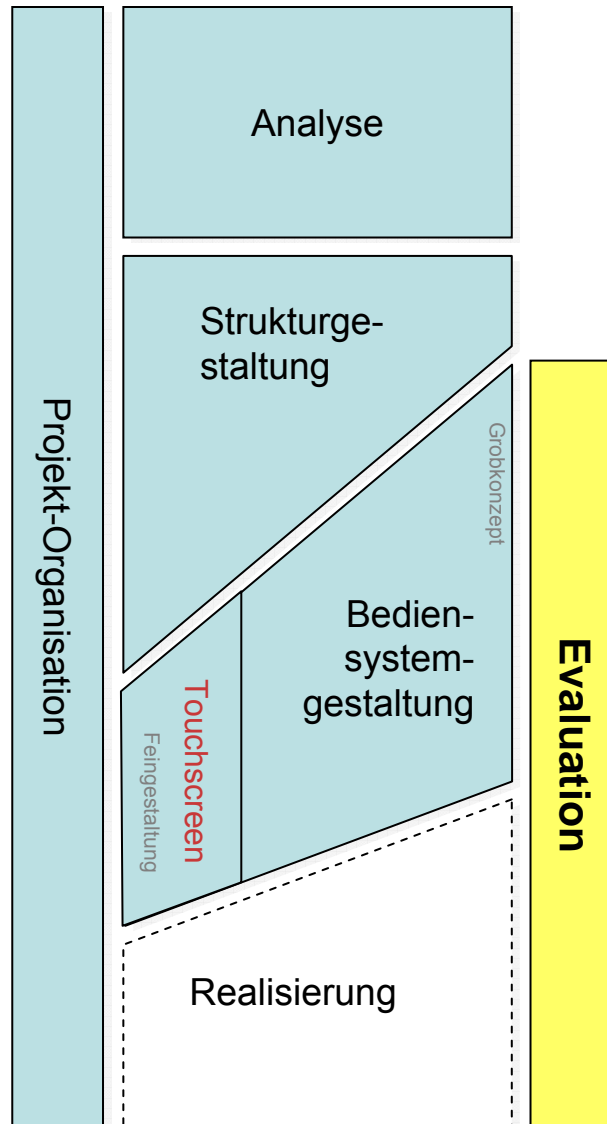 Projekt-Organisation
Analyse
Strukturge-
staltung
Grobkonzept
Bedien-
system-
gestaltung
Touchscreen
Feingestaltung
Realisierung
Evaluation